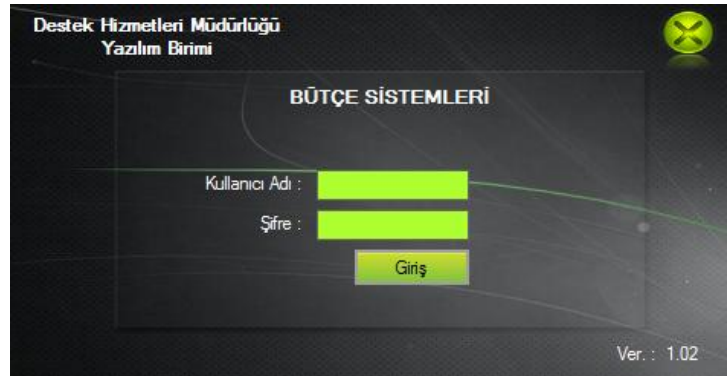 Destek Hizmetleri Müdürlüğü
Yazılım Birimi
BÜTÇE SİSTEMLERİ
Kullanıcı Adı :
Şifre :
Giriş
Ver. : 1.02